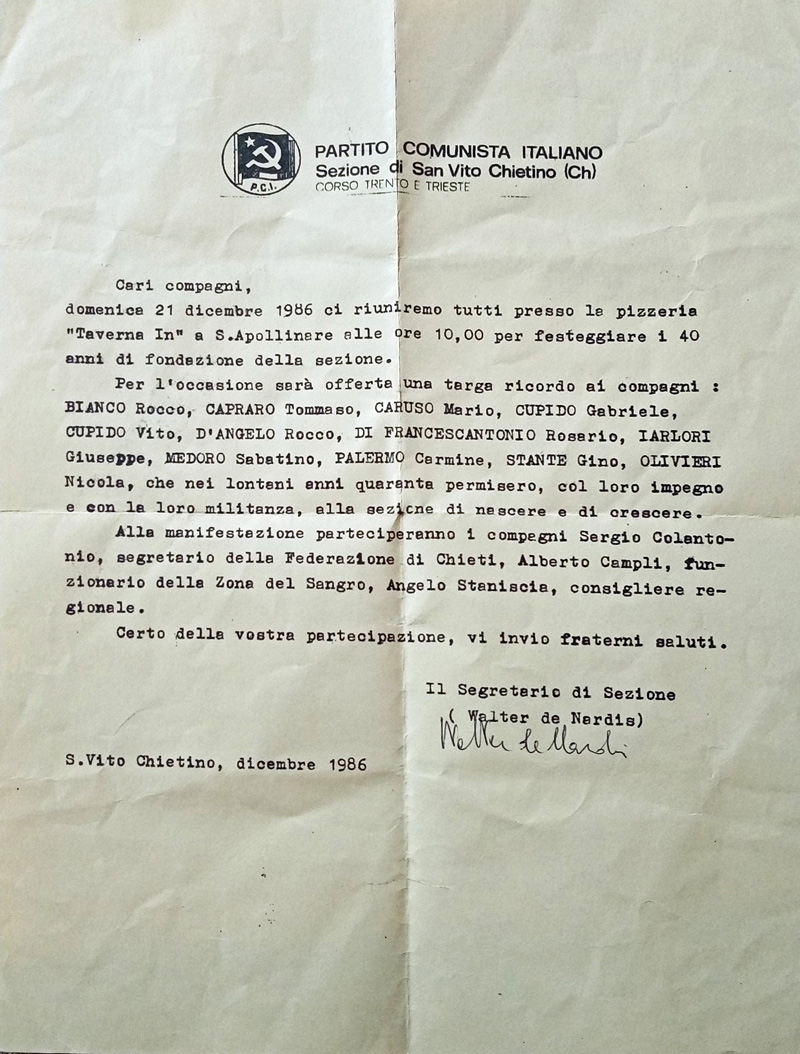 P.C.I.
PARTITO COMUNISTA ITALIANO
Sezione di San Vito Chietino (Ch)
CORSO TRENTO E TRIESTE
Cari compagni,
domenica 21 dicembre 1986 ci riuniremo tutti presso la pizzeria
"Taverna In" a S.Apollinare alle ore 10,00 per festeggiare i 40
anni di fondazione della sezione.
Per l'occasione sarà offerta una targa ricordo ai compagni :
BIANCO Rocco, CAPRARO Tommaso, CARUSO Mario, CUPIDO Gabriele,
CUPIDO Vito, D'ANGELO Rocco, DI FRANCESCANTONIO Rosario, IARLORI
Giuseppe, MEDORO Sabatino, PALERMO Carmine, STANTE Gino, OLIVIERI
Nicola, che nei lontani anni quaranta permisero, col loro impegno
e con la loro militanza, alla sezione di nascere e di crescere.
Alla manifestazione parteciperanno i compagni Sergio Colanto-
nio, segretario della Federazione di Chieti, Alberto Campli, fun-
zionario della Zona del Sangro, Angelo Staniscia, consigliere re-
gionale.
Certo della vostra partecipazione, vi invio fraterni saluti.
Il Segretario di Sezione
( Walter de Nardis)
Walter de Nardis
S.Vito Chietino, dicembre 1986